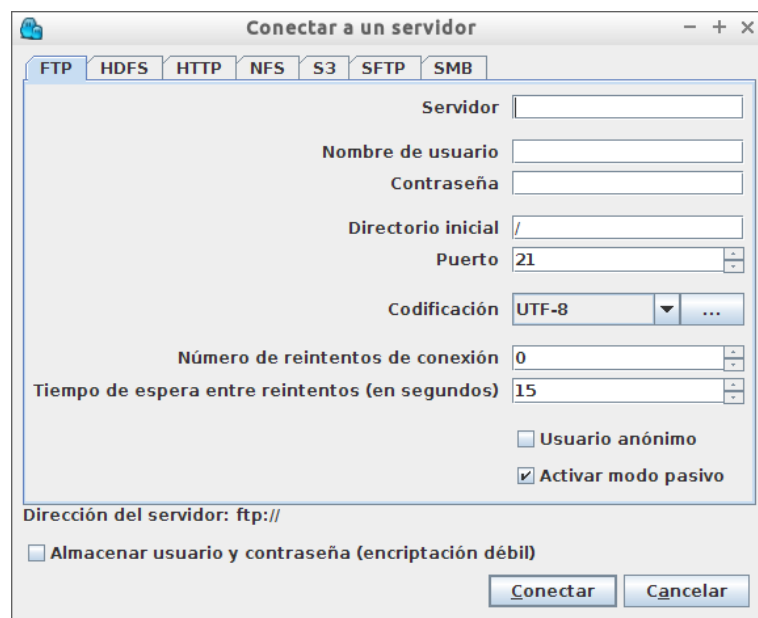 Conectar a un servidor
FTP HDFS HTTP NFS S3 SFTP SMB
Servidor
Nombre de usuario
Contraseña
Directorio inicial /
Puerto 21
Codificación UTF-8 ...
Número de reintentos de conexión 0
Tiempo de espera entre reintentos (en segundos) 15
Usuario anónimo
Activar modo pasivo
Dirección del servidor: ftp://
Almacenar usuario y contraseña (encriptación débil)
Conectar Cancelar